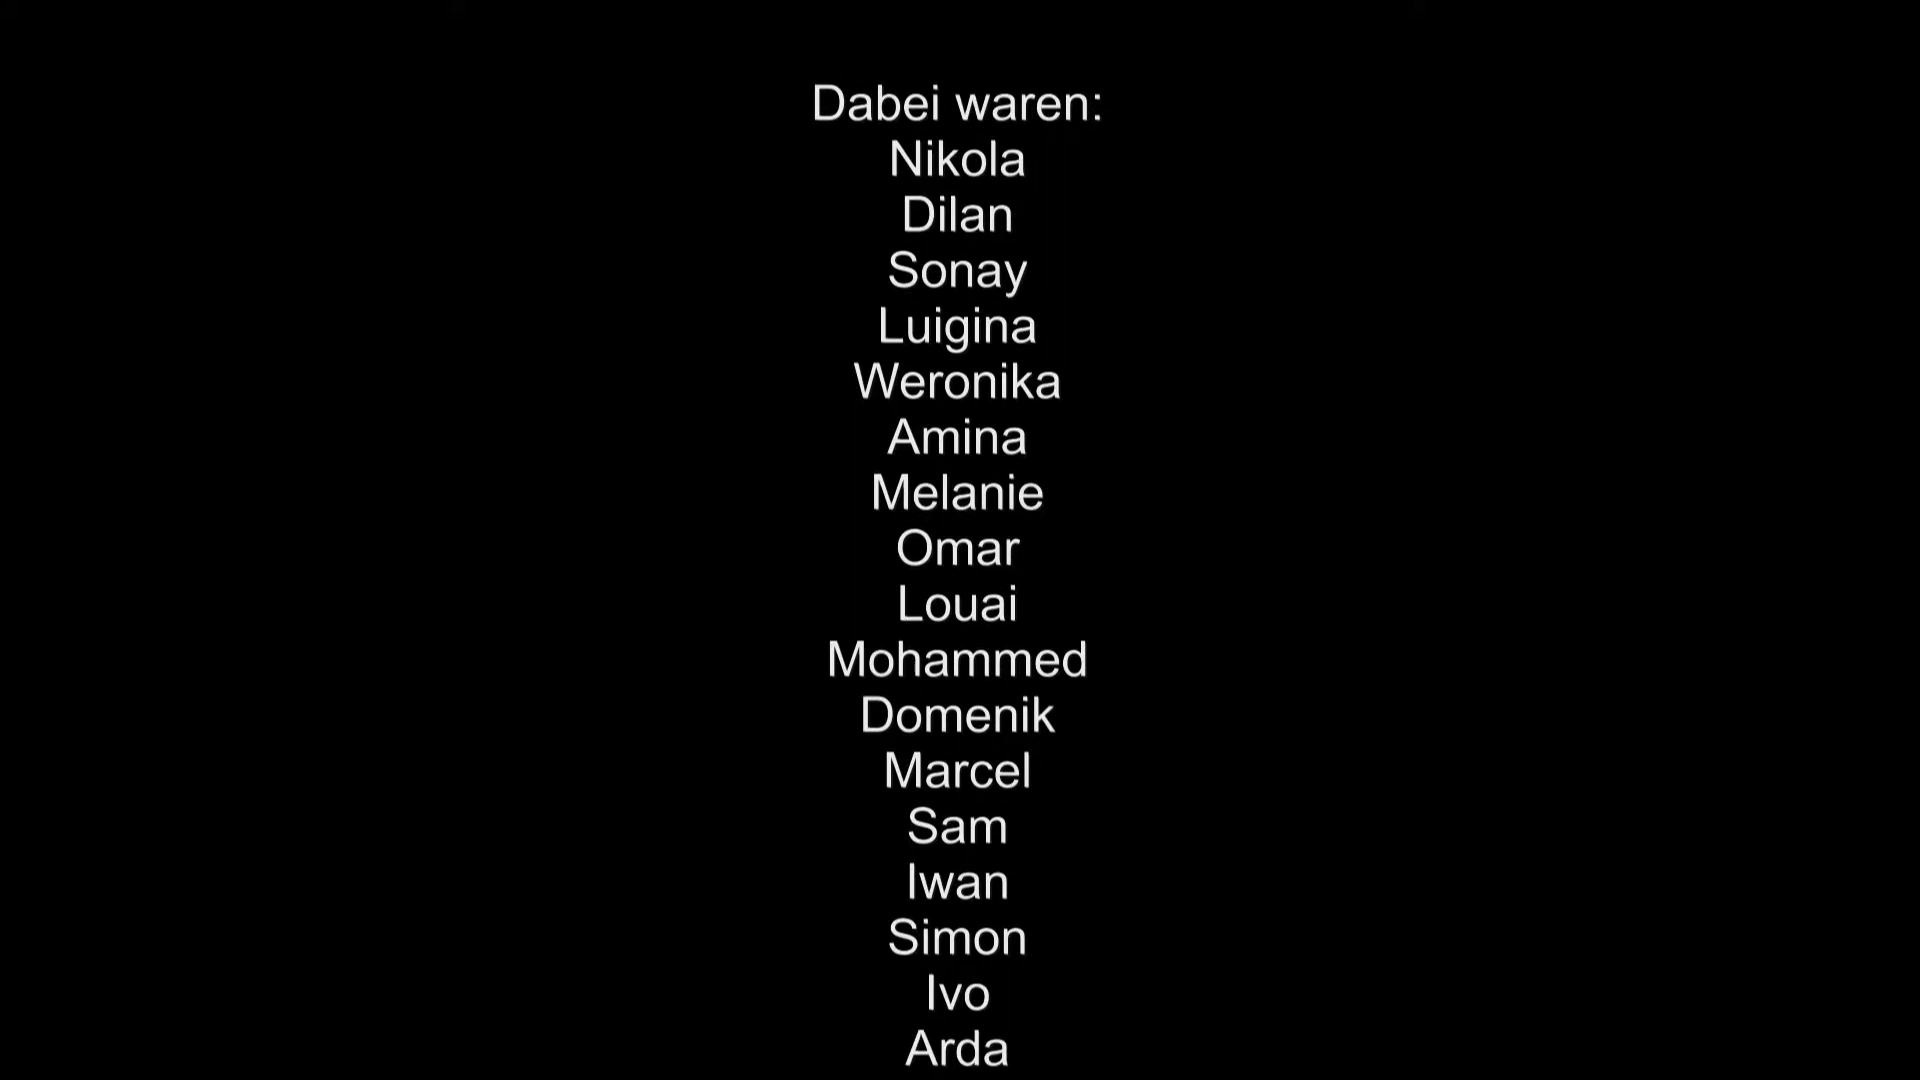 Dabei waren:
Nikola
Dilan
Sonay
Luigina
Weronika
Amina
Melanie
Omar
Louai
Mohammed
Domenik
Marcel
Sam
Iwan
Simon
Ivo
Arda